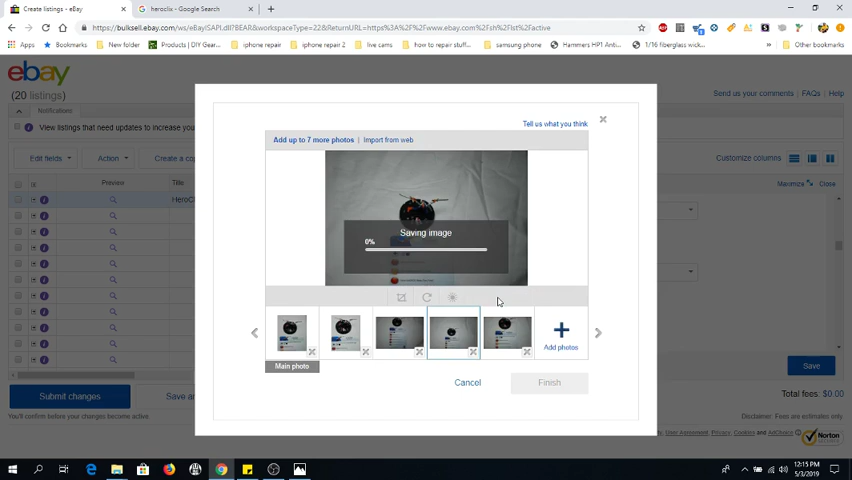 Create listings - eBay
heroclix - Google Search
https://bulksell.ebay.com/ws/eBayISAPI.dll?BEAR&workspaceType=22&ReturnURL=https%3A%2F%2Fwww.ebay.com%2Fsh%2Flst%2Factive
Apps
Bookmarks
New folder
Products | DIY Gear...
iphone repair
iphone repair 2
live cams
how to repair stuff...
samsung phone
Hammers HP1 Anti...
1/16 fiberglass wick...
Other bookmarks
ebay
Send us your comments | FAQs | Help
(20 listings)
Notifications
View listings that need updates to increase you
Tell us what you think
Add up to 7 more photos | Import from web
Edit fields
Action
Create a cop
Customize columns
Preview
Title
Maximize
Close
HeroCl
Saving image
0%
Add photos
Main photo
Cancel
Finish
Save
Submit changes
Save an
Total fees: $0.00
You'll confirm before your changes become active.
Disclaimer: Fees are estimates only.
User Agreement, Privacy, Cookies and AdChoice
Norton
12:15 PM
5/3/2019